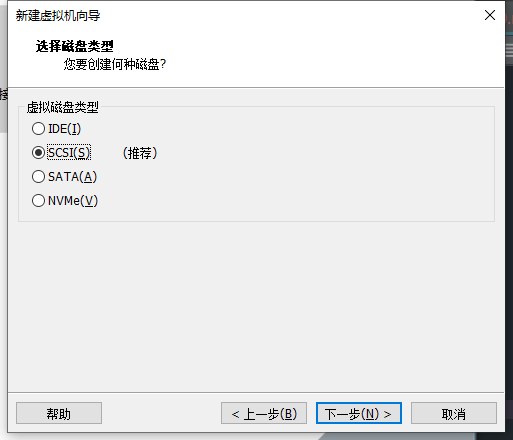 新建虚拟机向导
选择磁盘类型
您要创建何种磁盘?
虚拟磁盘类型
IDE(I)
SCSI(S) (推荐)
SATA(A)
NVMe(V)
帮助 < 上一步(B) 下一步(N) > 取消